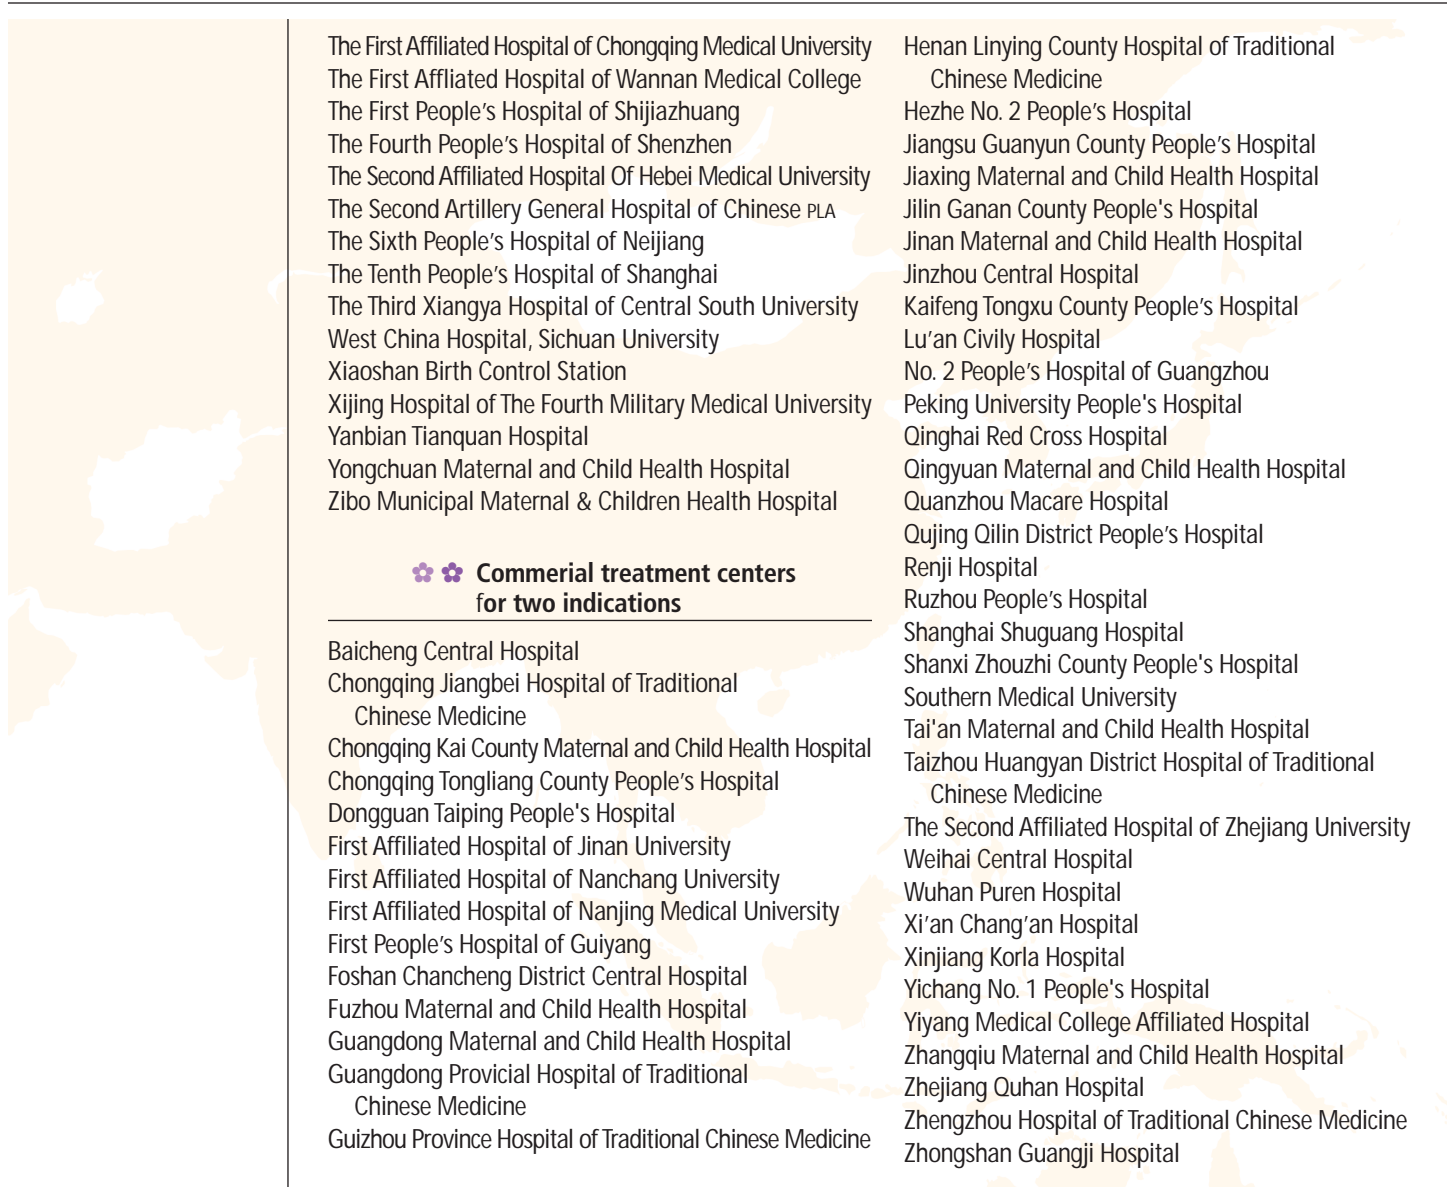 The First Affiliated Hospital of Chongqing Medical University
The First Affliated Hospital of Wannan Medical College
The First People’s Hospital of Shijiazhuang
The Fourth People’s Hospital of Shenzhen
The Second Affiliated Hospital Of Hebei Medical University
The Second Artillery General Hospital of Chinese PLA
The Sixth People’s Hospital of Neijiang
The Tenth People’s Hospital of Shanghai
The Third Xiangya Hospital of Central South University
West China Hospital, Sichuan University
Xiaoshan Birth Control Station
Xijing Hospital of The Fourth Military Medical University
Yanbian Tianquan Hospital
Yongchuan Maternal and Child Health Hospital
Zibo Municipal Maternal & Children Health Hospital
Commerial treatment centers
for two indications
Baicheng Central Hospital
Chongqing Jiangbei Hospital of Traditional
Chinese Medicine
Chongqing Kai County Maternal and Child Health Hospital
Chongqing Tongliang County People’s Hospital
Dongguan Taiping People's Hospital
First Affiliated Hospital of Jinan University
First Affiliated Hospital of Nanchang University
First Affiliated Hospital of Nanjing Medical University
First People’s Hospital of Guiyang
Foshan Chancheng District Central Hospital
Fuzhou Maternal and Child Health Hospital
Guangdong Maternal and Child Health Hospital
Guangdong Provicial Hospital of Traditional
Chinese Medicine
Guizhou Province Hospital of Traditional Chinese Medicine
Henan Linying County Hospital of Traditional
Chinese Medicine
Hezhe No. 2 People’s Hospital
Jiangsu Guanyun County People’s Hospital
Jiaxing Maternal and Child Health Hospital
Jilin Ganan County People's Hospital
Jinan Maternal and Child Health Hospital
Jinzhou Central Hospital
Kaifeng Tongxu County People’s Hospital
Lu’an Civily Hospital
No. 2 People’s Hospital of Guangzhou
Peking University People's Hospital
Qinghai Red Cross Hospital
Qingyuan Maternal and Child Health Hospital
Quanzhou Macare Hospital
Qujing Qilin District People’s Hospital
Renji Hospital
Ruzhou People’s Hospital
Shanghai Shuguang Hospital
Shanxi Zhouzhi County People's Hospital
Southern Medical University
Tai'an Maternal and Child Health Hospital
Taizhou Huangyan District Hospital of Traditional
Chinese Medicine
The Second Affiliated Hospital of Zhejiang University
Weihai Central Hospital
Wuhan Puren Hospital
Xi’an Chang’an Hospital
Xinjiang Korla Hospital
Yichang No. 1 People's Hospital
Yiyang Medical College Affiliated Hospital
Zhangqiu Maternal and Child Health Hospital
Zhejiang Quhan Hospital
Zhengzhou Hospital of Traditional Chinese Medicine
Zhongshan Guangji Hospital